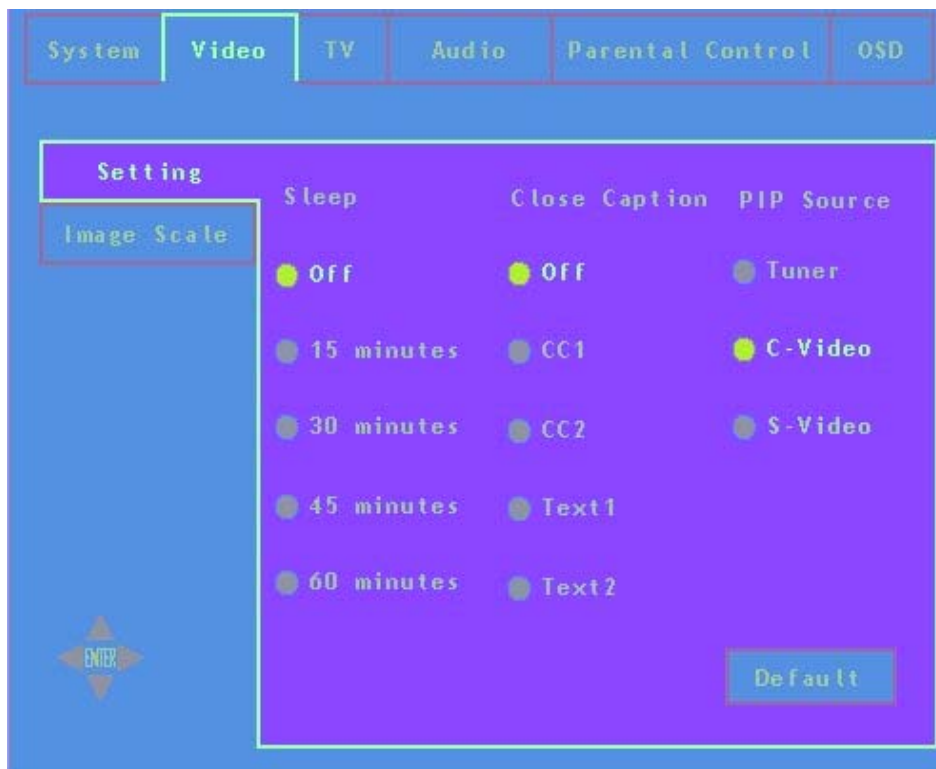 System Video TV Audio Parental Control OSD
Setting
Image Scale
Sleep
Off
15 minutes
30 minutes
45 minutes
60 minutes
Close Caption
Off
CC1
CC2
Text1
Text2
PIP Source
Tuner
C-Video
S-Video
ENTER
Default